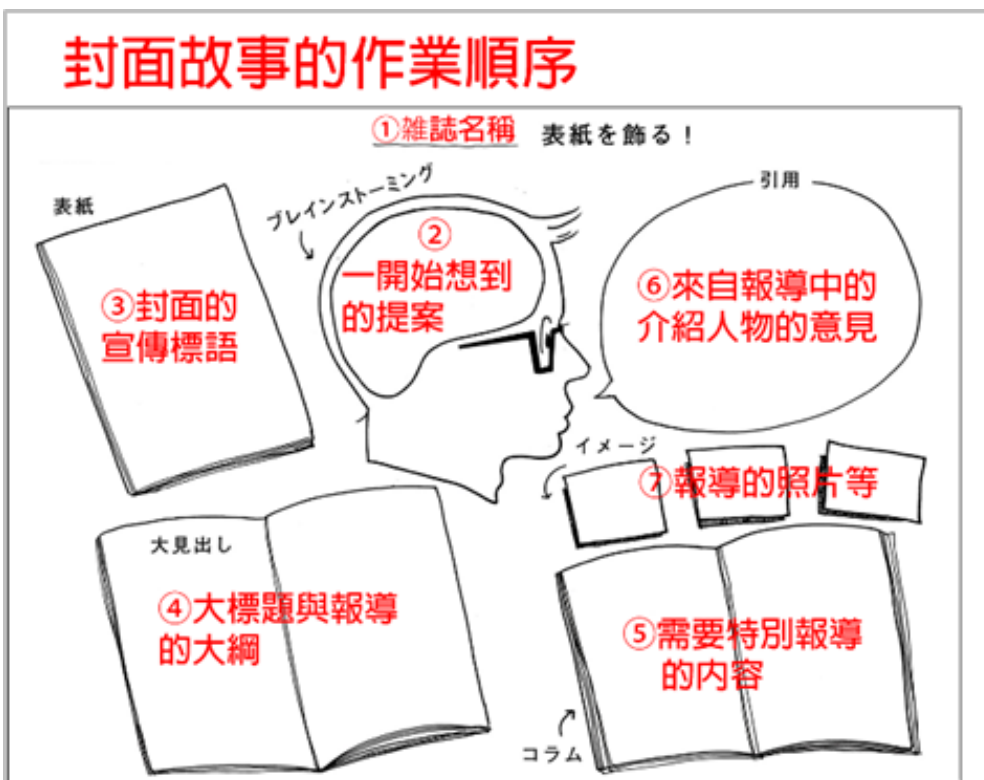 封面故事的作業順序
①雑誌名稱 表紙を飾る！
表紙
ブレインストーミング
引用
②
一開始想到
的提案
③封面的
宣傳標語
⑥來自報導中的
介紹人物的意見
イメージ
⑦報導的照片等
大見出し
④大標題與報導
的大綱
⑤需要特別報導
的内容
コラム